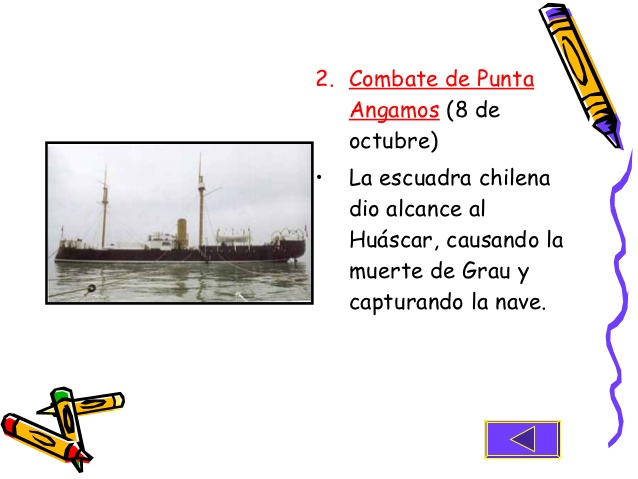 2. Combate de Punta
Angamos (8 de
octubre)
• La escuadra chilena
dio alcance al
Huáscar, causando la
muerte de Grau y
capturando la nave.